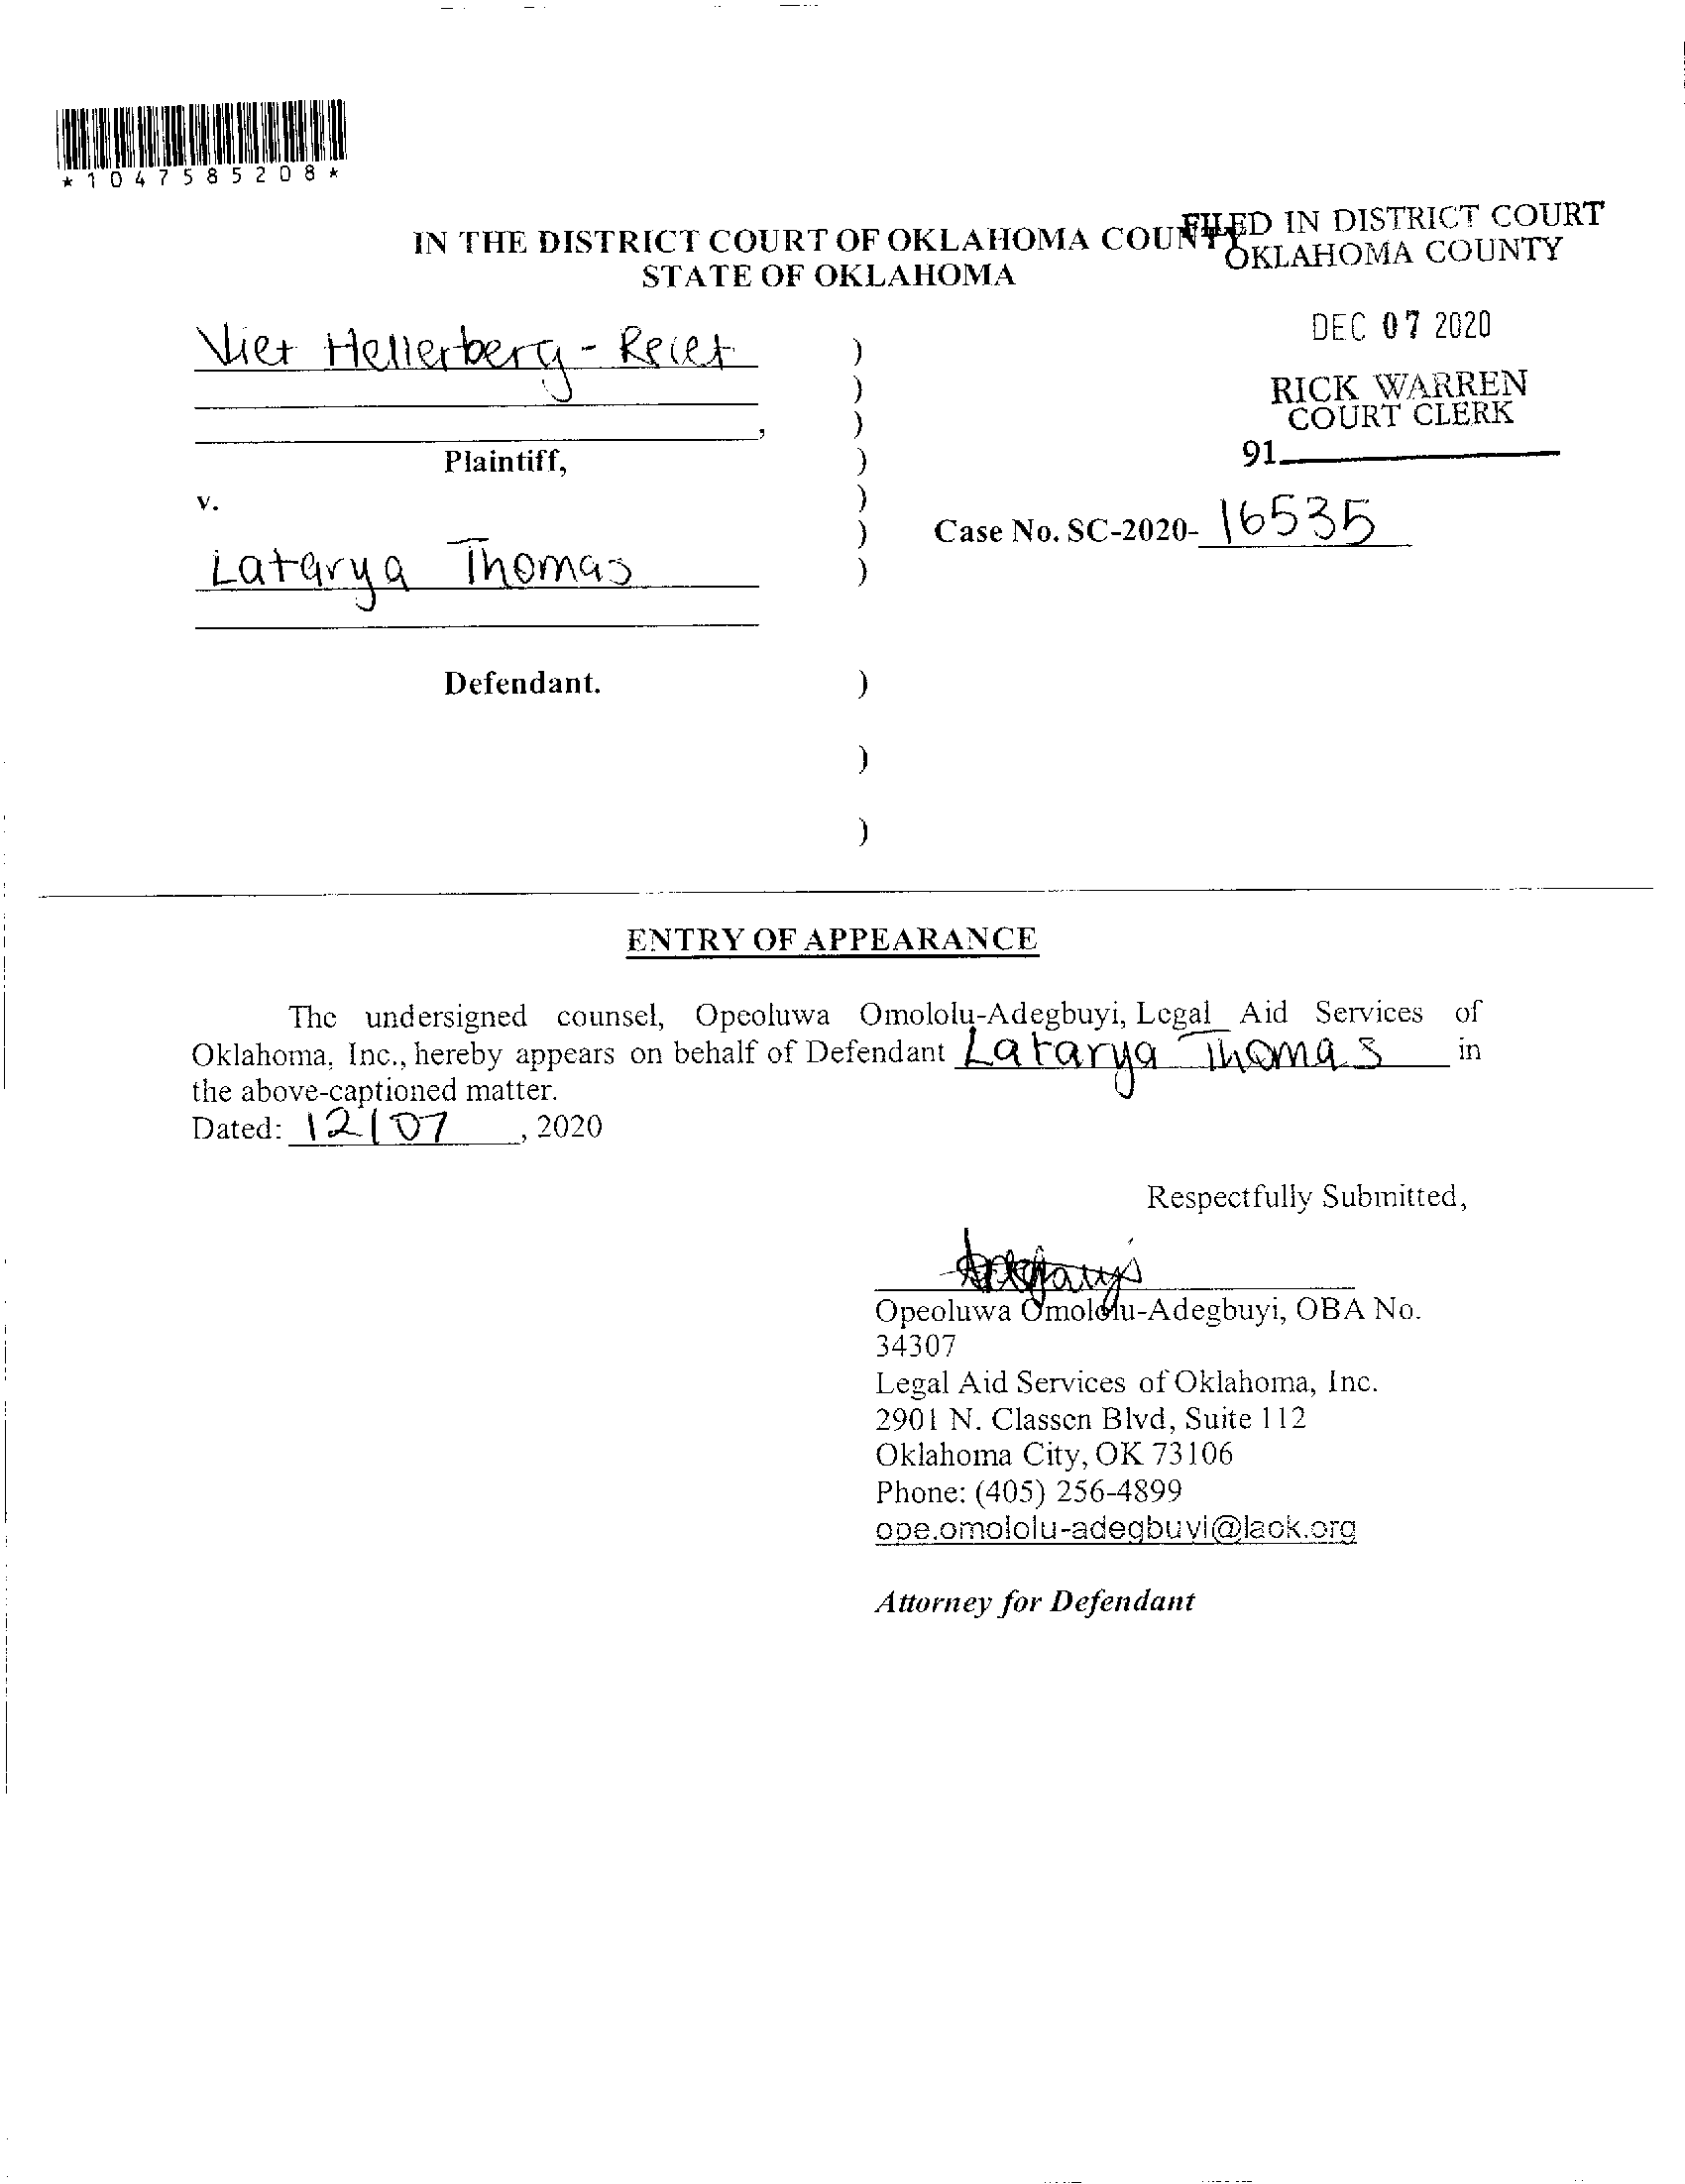 *1047585208*
IN THE DISTRICT COURT OF OKLAHOMA COUNTY
STATE OF OKLAHOMA
FILED IN DISTRICT COURT
OKLAHOMA COUNTY
DEC 07 2020
RICK WARREN
COURT CLERK
91
Hellerberg-
)
)
,
)
Plaintiff,
)
v.
)
Case No. SC-2020-16535
)
Latarya Thomas
)
Defendant.
)
)
)
ENTRY OF APPEARANCE
The undersigned counsel, Opeoluwa Omololu-Adegbuyi, Legal Aid Services of
Oklahoma, Inc., hereby appears on behalf of Defendant Latarya Thomas in
the above-captioned matter.
Dated: 12/07, 2020
Respectfully Submitted,
Opeoluwa Omololu-Adegbuyi, OBA No.
34307
Legal Aid Services of Oklahoma, Inc.
2901 N. Classen Blvd, Suite 112
Oklahoma City, OK 73106
Phone: (405) 256-4899
ope.omololu-adegbuyi@laok.org
Attorney for Defendant